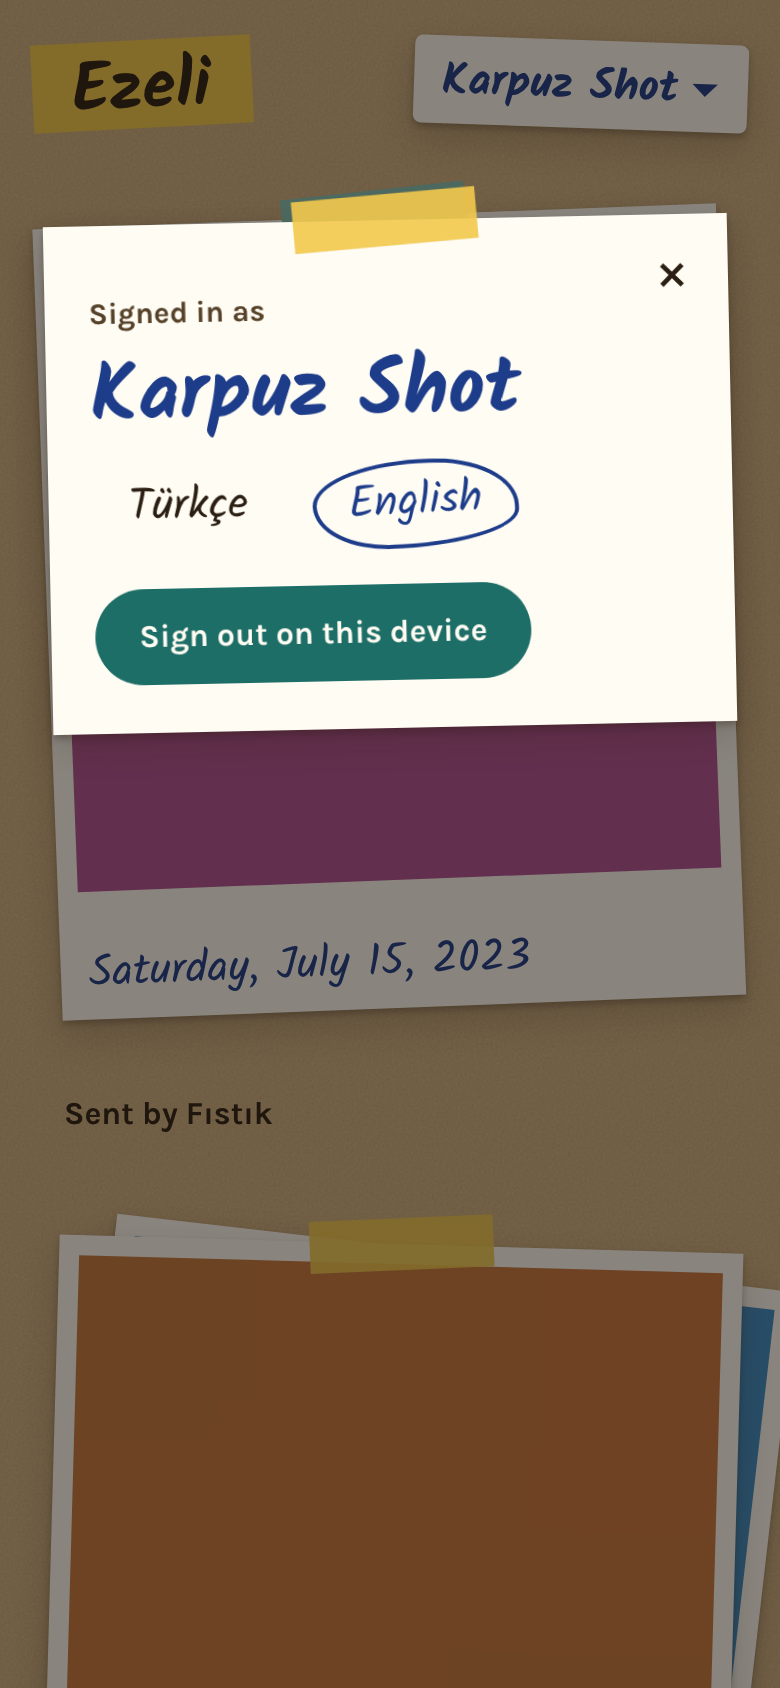 Ezeli
Karpuz Shot
Signed in as
Karpuz Shot
Türkçe English
Sign out on this device
Saturday, July 15, 2023
Sent by Fıstık